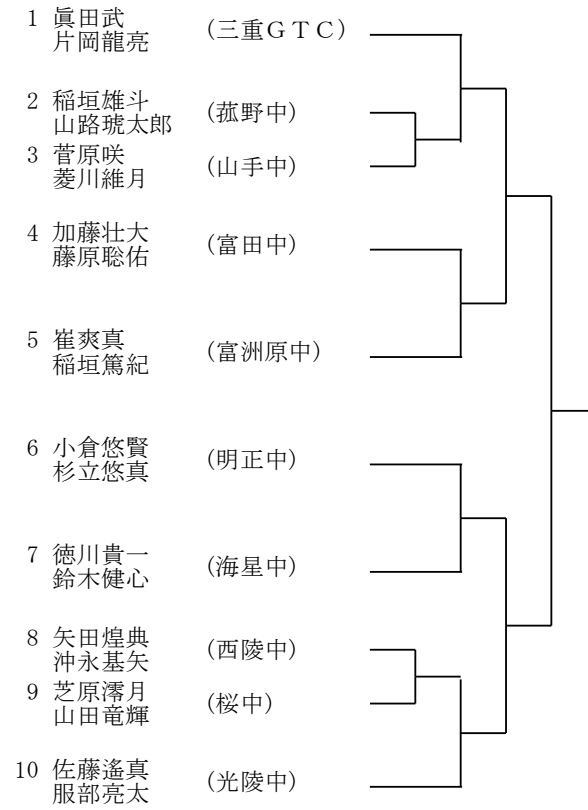 1 眞田武
片岡龍亮 (三重ＧＴＣ)
2 稲垣雄斗
山路琥太郎 (菰野中)
3 菅原咲
菱川維月 (山手中)
4 加藤壮大
藤原聡佑 (富田中)
5 崔爽真
稲垣篤紀 (富洲原中)
6 小倉悠賢
杉立悠真 (明正中)
7 徳川貴一
鈴木健心 (海星中)
8 矢田煌典
沖永基矢 (西陵中)
9 芝原澪月
山田竜輝 (桜中)
10 佐藤遙真
服部亮太 (光陵中)